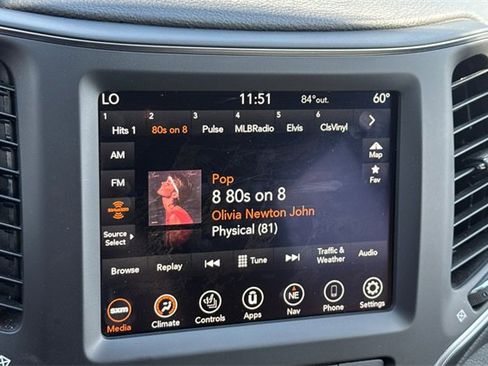 LO 11:51 84°out. 60°
1 2 3 4 5 6
Hits 1 80s on 8 Pulse MLBRadio Elvis ClsVinyl
AM
Map
FM
Fav
Pop
8 80s on 8
Olivia Newton John
Physical (81)
SiriusXM
Source
Select
Browse Replay Tune Traffic &
Weather Audio
sxm
Media Climate Controls Apps NE
Nav Phone Settings